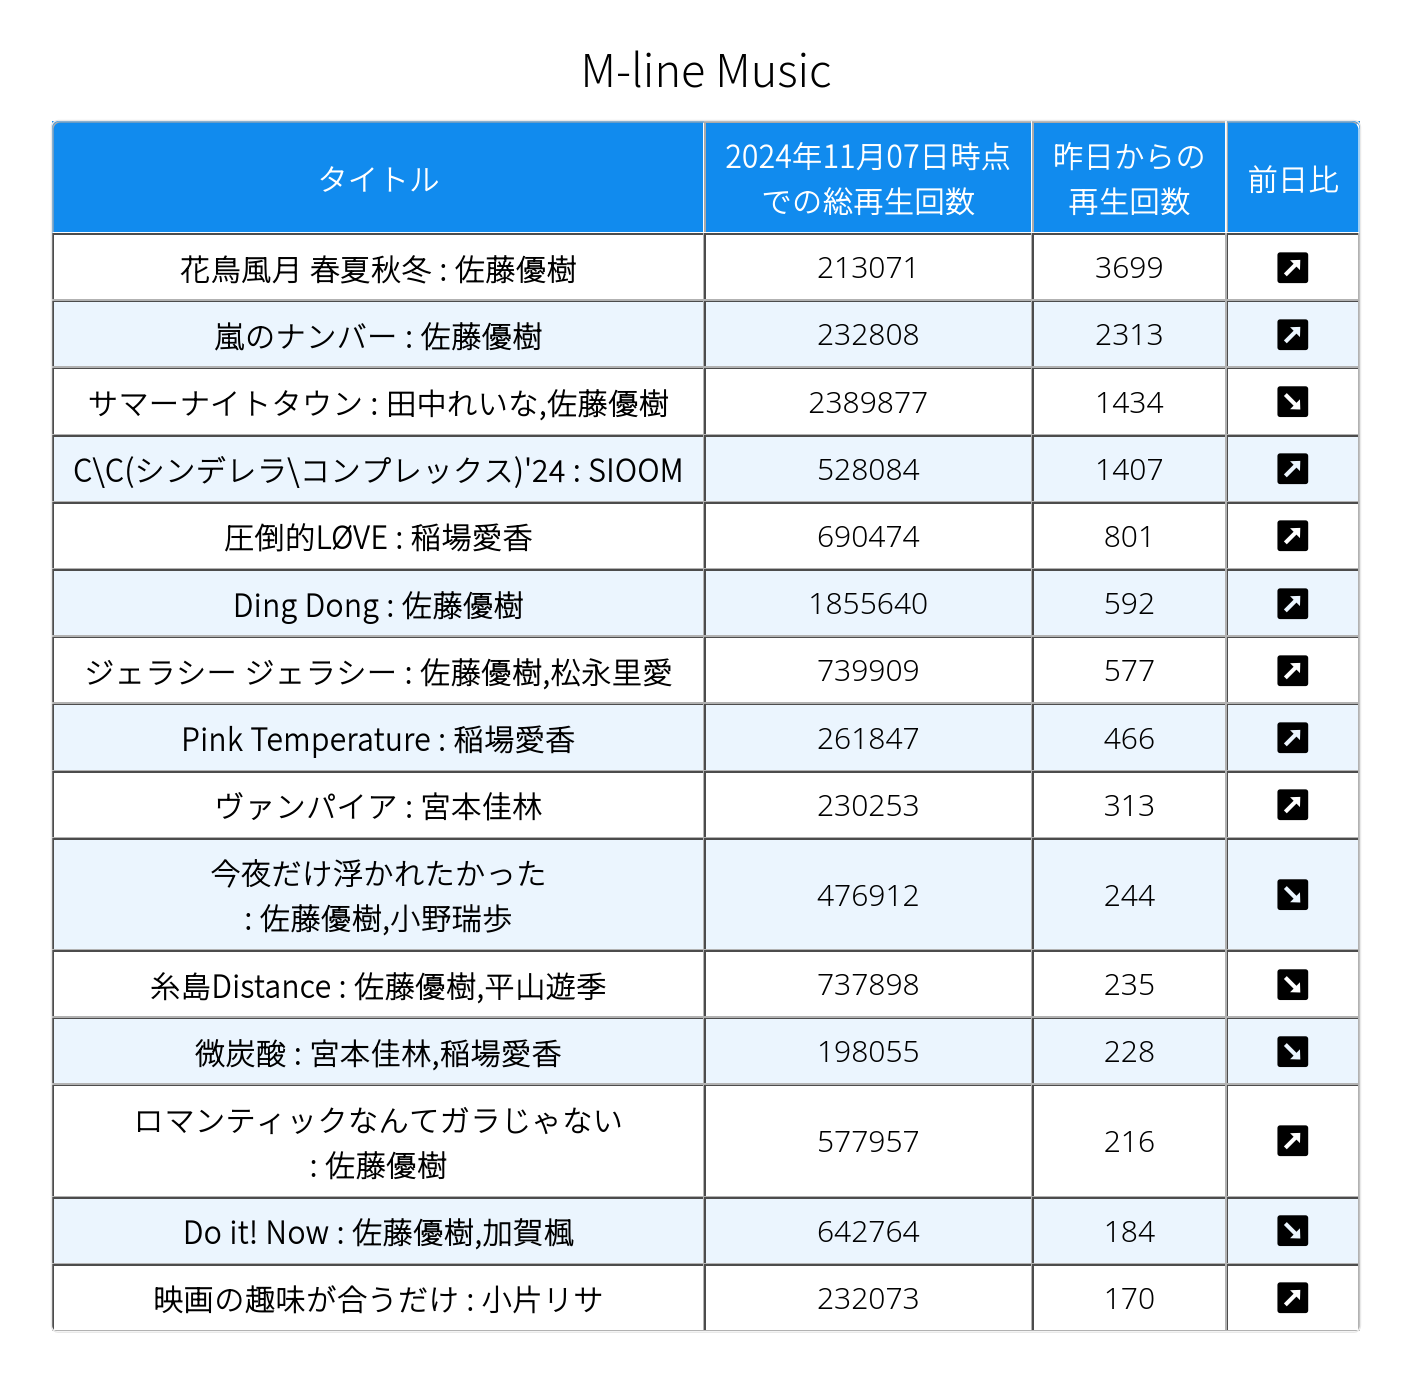 M-line Music
タイトル
2024年11月07日時点
での総再生回数
昨日からの
再生回数
前日比
花鳥風月 春夏秋冬 : 佐藤優樹 213071 3699 ↗
嵐のナンバー : 佐藤優樹 232808 2313 ↗
サマーナイトタウン : 田中れいな,佐藤優樹 2389877 1434 ↘
C\C(シンデレラ\コンプレックス)'24 : SIOOM 528084 1407 ↗
圧倒的LØVE : 稲場愛香 690474 801 ↗
Ding Dong : 佐藤優樹 1855640 592 ↗
ジェラシー ジェラシー : 佐藤優樹,松永里愛 739909 577 ↗
Pink Temperature : 稲場愛香 261847 466 ↗
ヴァンパイア : 宮本佳林 230253 313 ↗
今夜だけ浮かれたかった
: 佐藤優樹,小野瑞歩 476912 244 ↘
糸島Distance : 佐藤優樹,平山遊季 737898 235 ↘
微炭酸 : 宮本佳林,稲場愛香 198055 228 ↘
ロマンティックなんてガラじゃない
: 佐藤優樹 577957 216 ↗
Do it! Now : 佐藤優樹,加賀楓 642764 184 ↘
映画の趣味が合うだけ : 小片リサ 232073 170 ↗